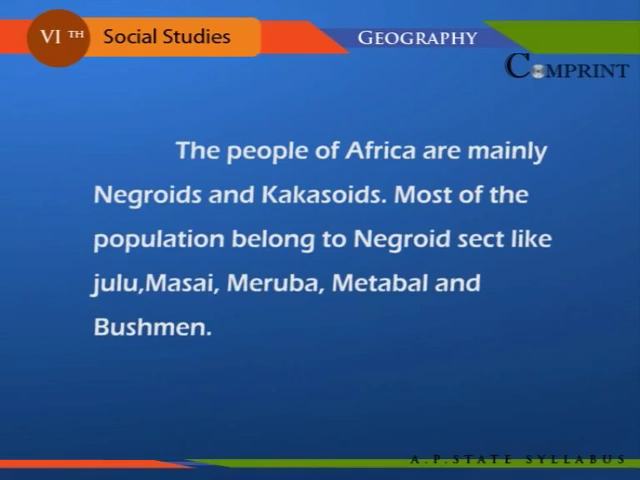 VI TH Social Studies
GEOGRAPHY
COMPRINT
The people of Africa are mainly
Negroids and Kakasoids. Most of the
population belong to Negroid sect like
julu,Masai, Meruba, Metabal and
Bushmen.
A.P.STATE SYLLABUS